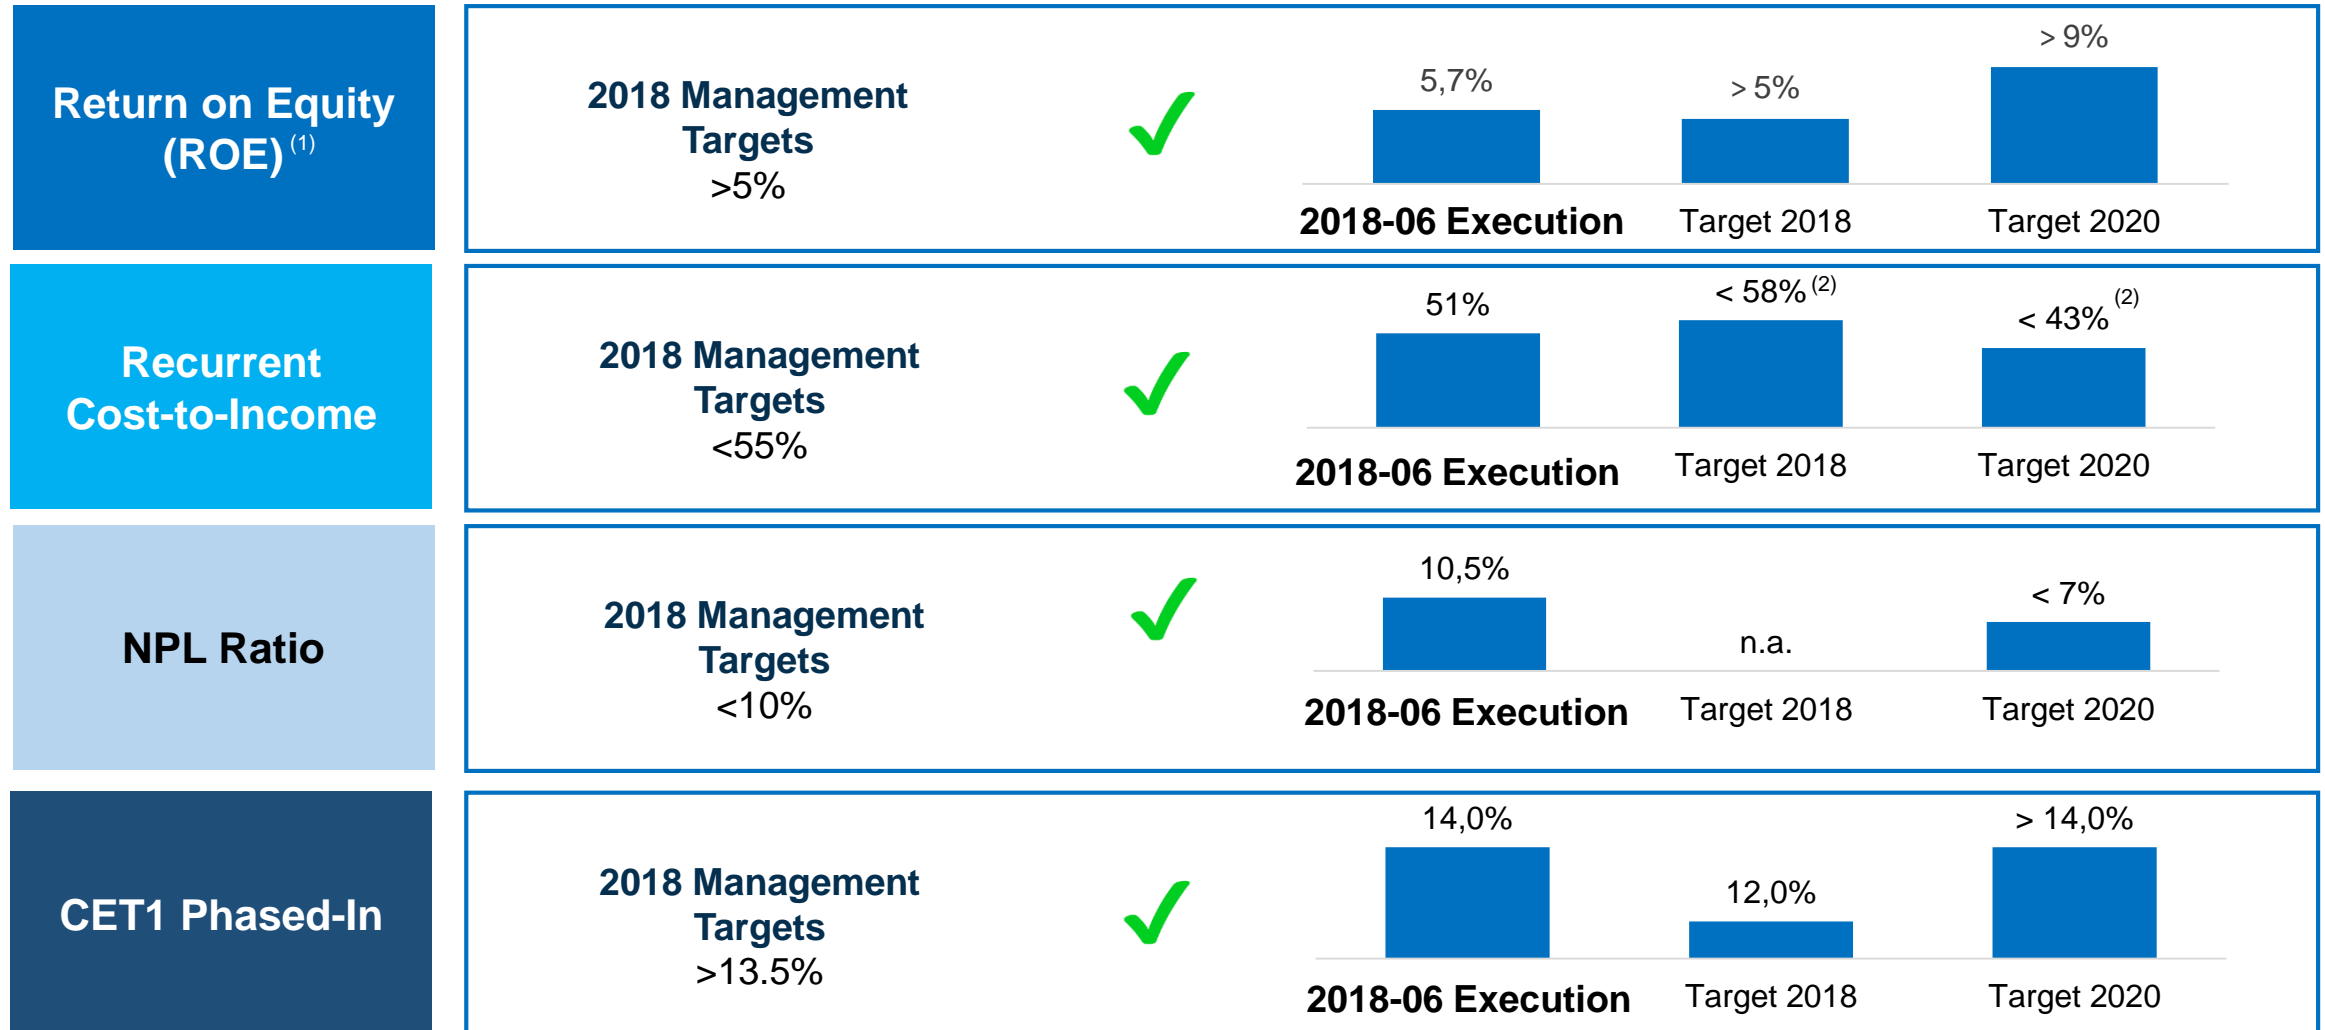 Return on Equity
(ROE) (1)
2018 Management
Targets
>5%
5,7%
> 5%
> 9%
2018-06 Execution
Target 2018
Target 2020
Recurrent
Cost-to-Income
2018 Management
Targets
<55%
51%
< 58% (2)
< 43% (2)
2018-06 Execution
Target 2018
Target 2020
NPL Ratio
2018 Management
Targets
<10%
10,5%
n.a.
< 7%
2018-06 Execution
Target 2018
Target 2020
CET1 Phased-In
2018 Management
Targets
>13.5%
14,0%
12,0%
> 14,0%
2018-06 Execution
Target 2018
Target 2020